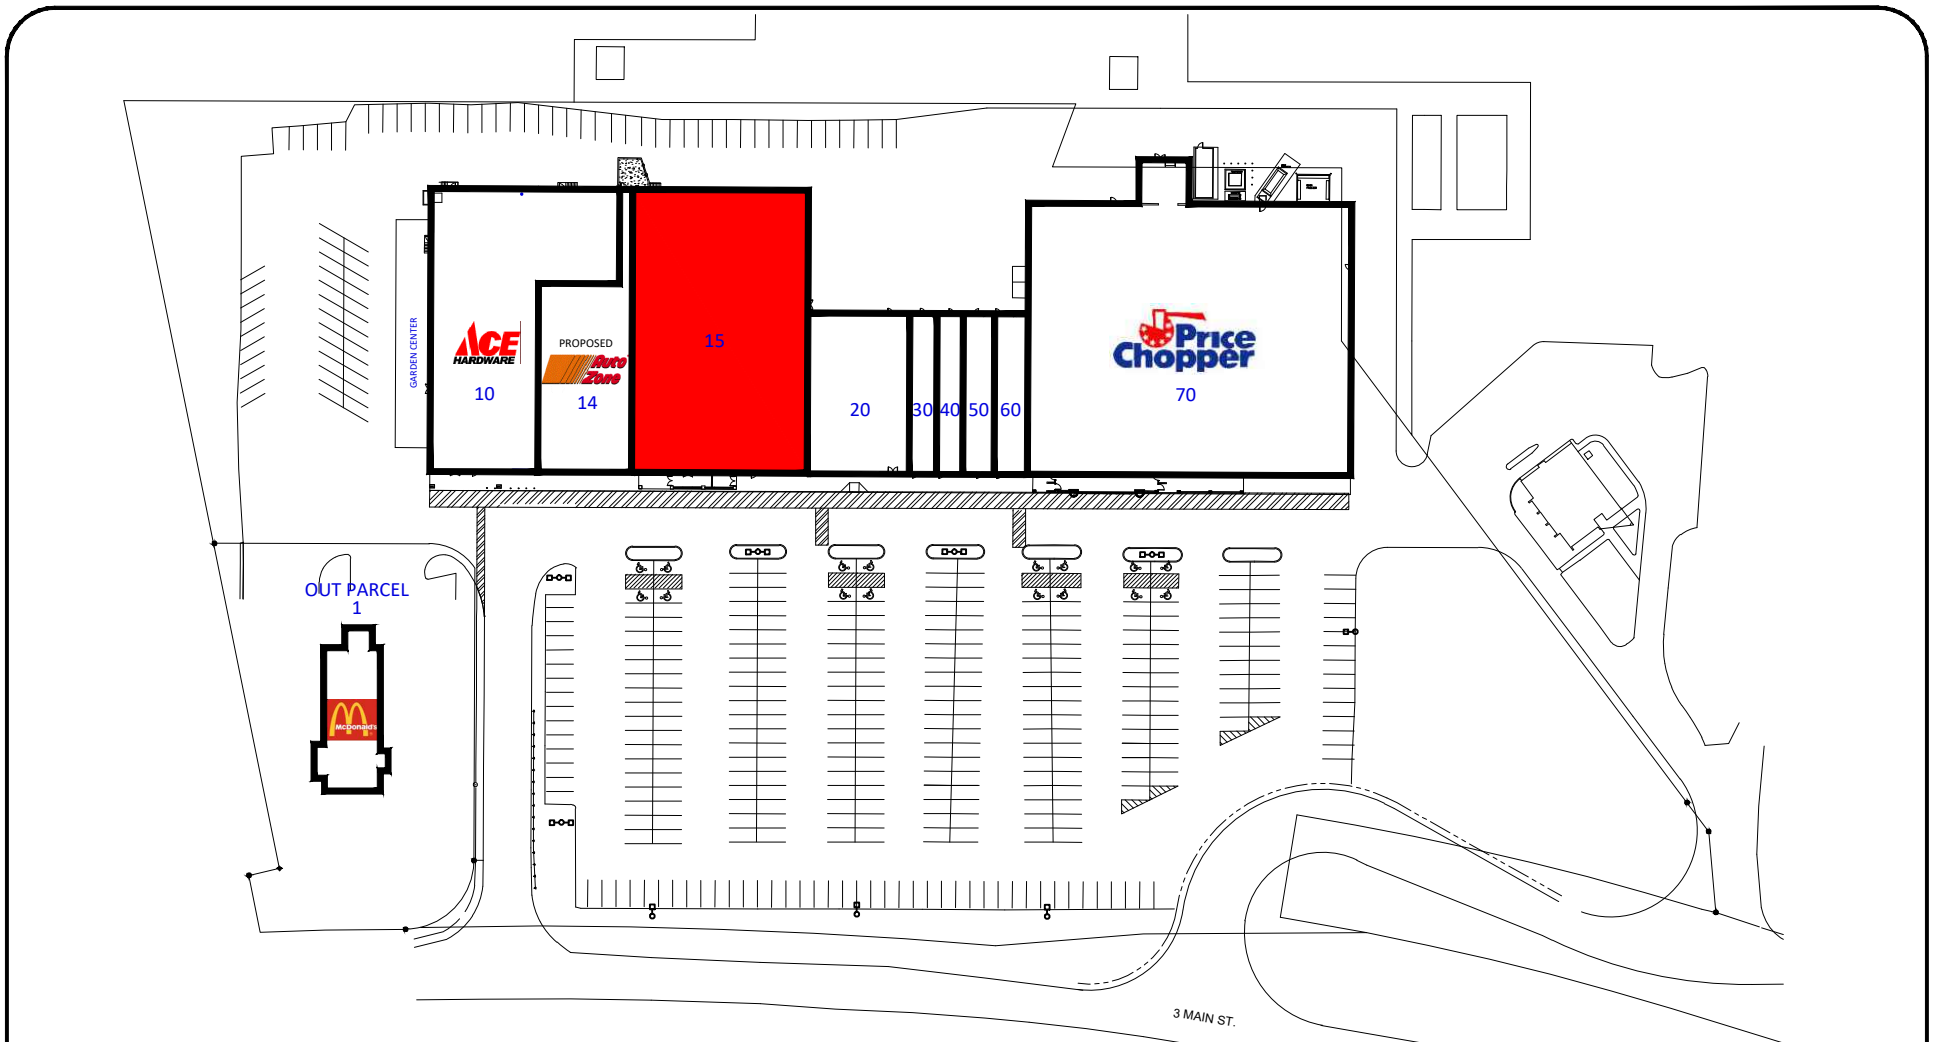 GARDEN CENTER
ACE
HARDWARE
10
PROPOSED
Auto
Zone
14
15
20
30
40
50
60
Price
Chopper
70
OUT PARCEL
1
McDonald's
3 MAIN ST.